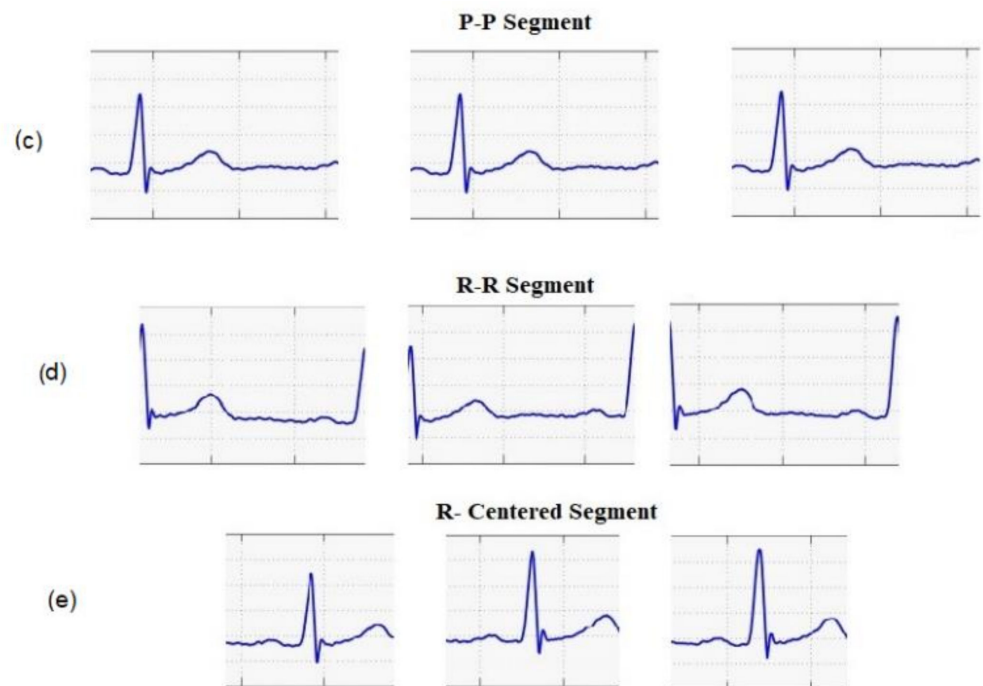 P-P Segment
(c)
R-R Segment
(d)
R- Centered Segment
(e)